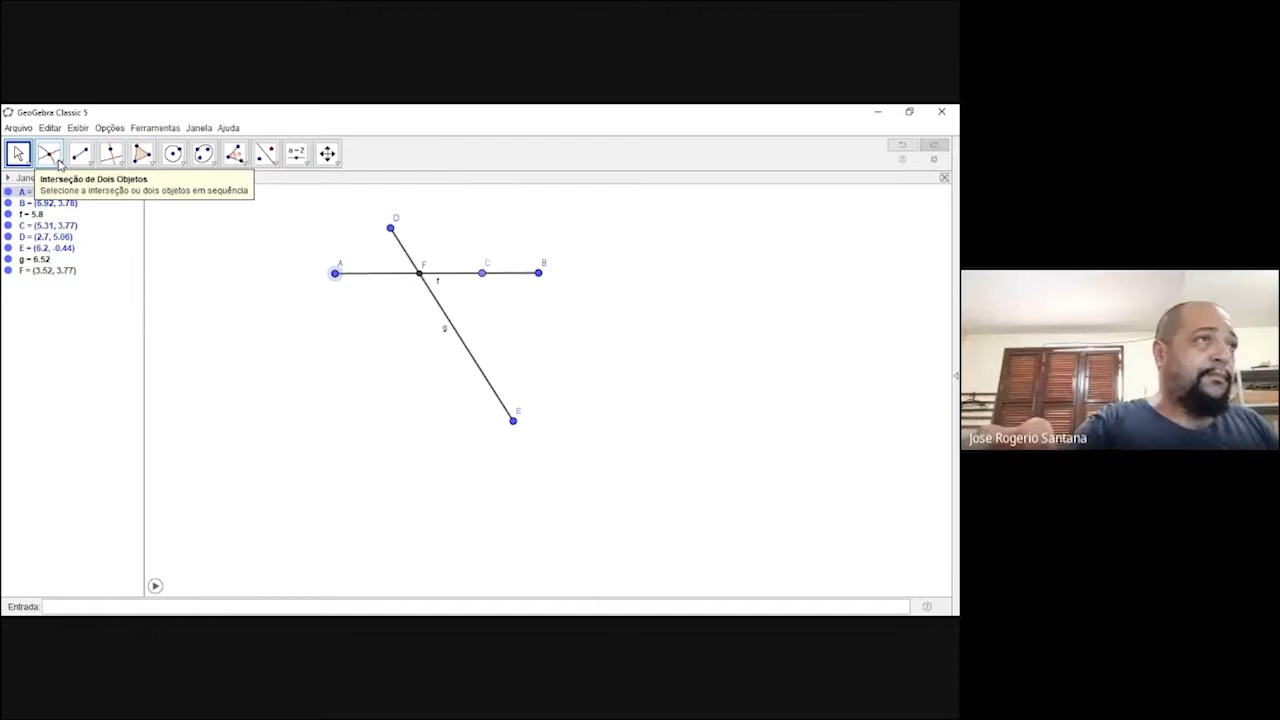 GeoGebra Classic 5
Arquivo Editar Exibir Opções Ferramentas Janela Ajuda
a=2
Interseção de Dois Objetos
Selecione a interseção ou dois objetos em sequência
A =
B = (6.92, 3.78)
f = 5.8
C = (5.31, 3.77)
D = (2.7, 5.06)
E = (6.2, -0.44)
g = 6.52
F = (3.52, 3.77)
D
A
F
C
B
f
g
E
Jose Rogerio Santana
Entrada: